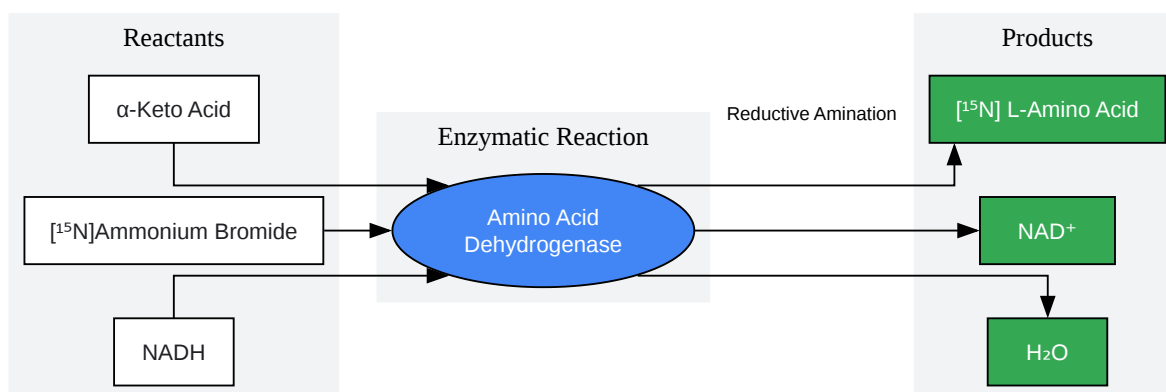 Reactants
α-Keto Acid
[¹⁵N]Ammonium Bromide
NADH
Enzymatic Reaction
Amino Acid
Dehydrogenase
Reductive Amination
Products
[¹⁵N] L-Amino Acid
NAD⁺
H₂O